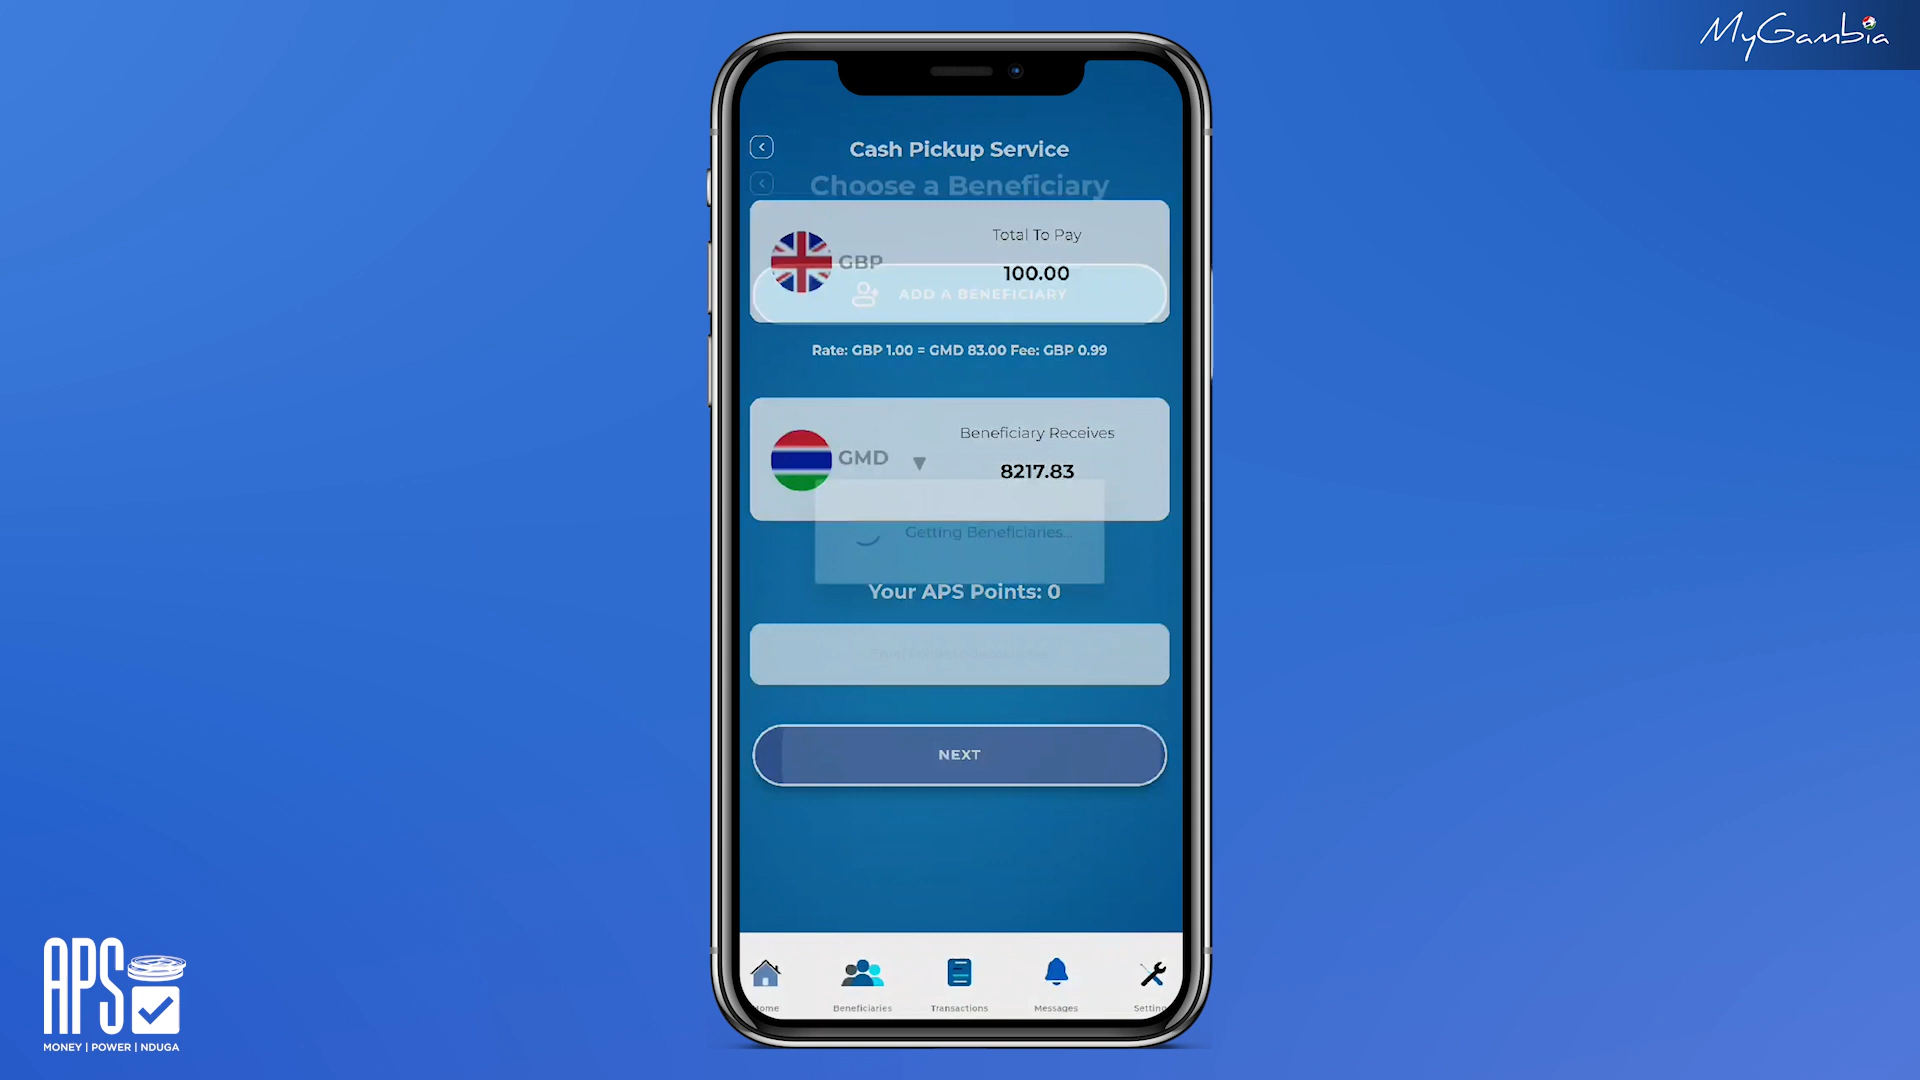 MyGambia
Cash Pickup Service
Choose a Beneficiary
GBP
Total To Pay
100.00
ADD A BENEFICIARY
Rate: GBP 1.00 = GMD 83.00 Fee: GBP 0.99
GMD
Beneficiary Receives
8217.83
Getting Beneficiaries...
Your APS Points: 0
NEXT
ome
Beneficiaries
Transactions
Messages
Setting
APS
MONEY | POWER | NDUGA